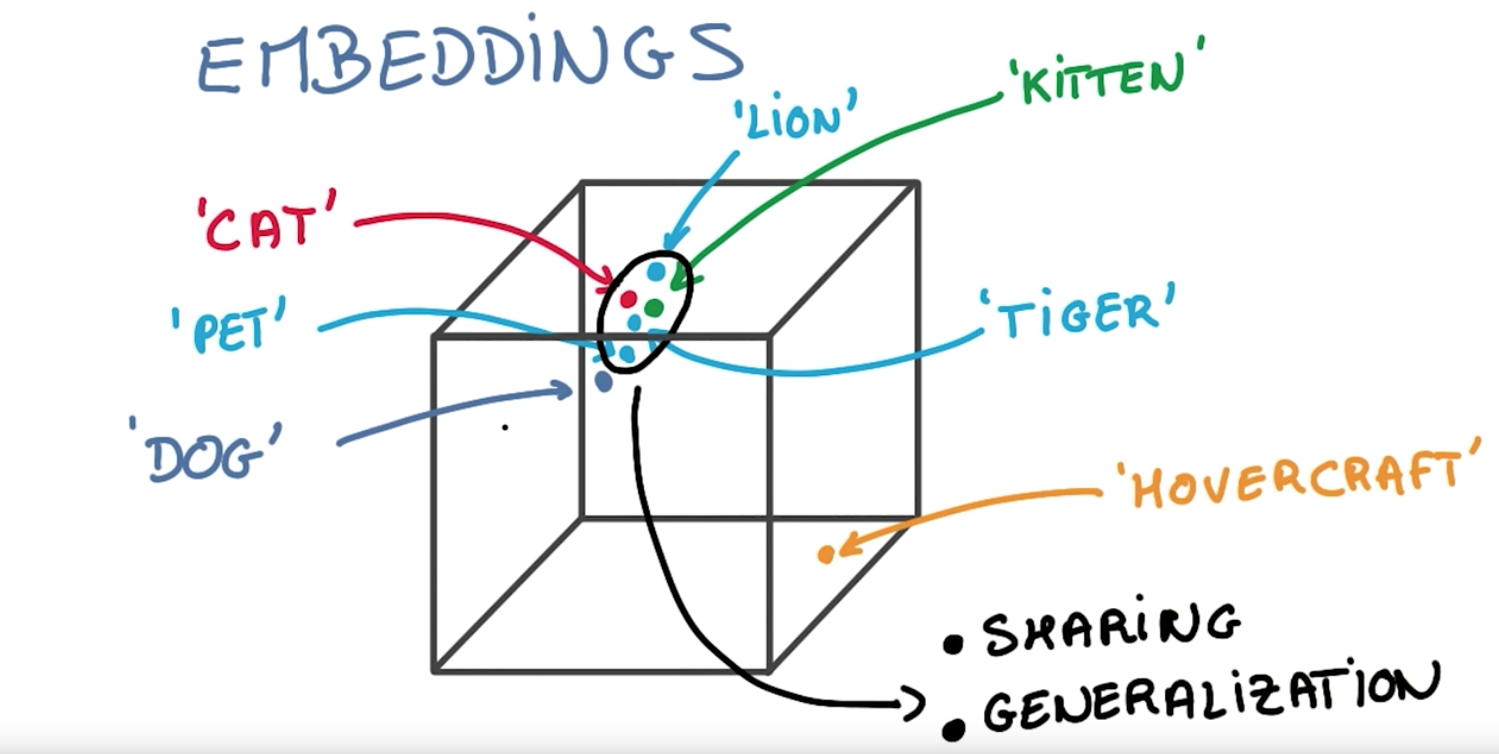 EMBEDDINGS
'LION'
'KITTEN'
'CAT'
'PET'
'TIGER'
'DOG'
'HOVERCRAFT'
• SHARING
• GENERALIZATION